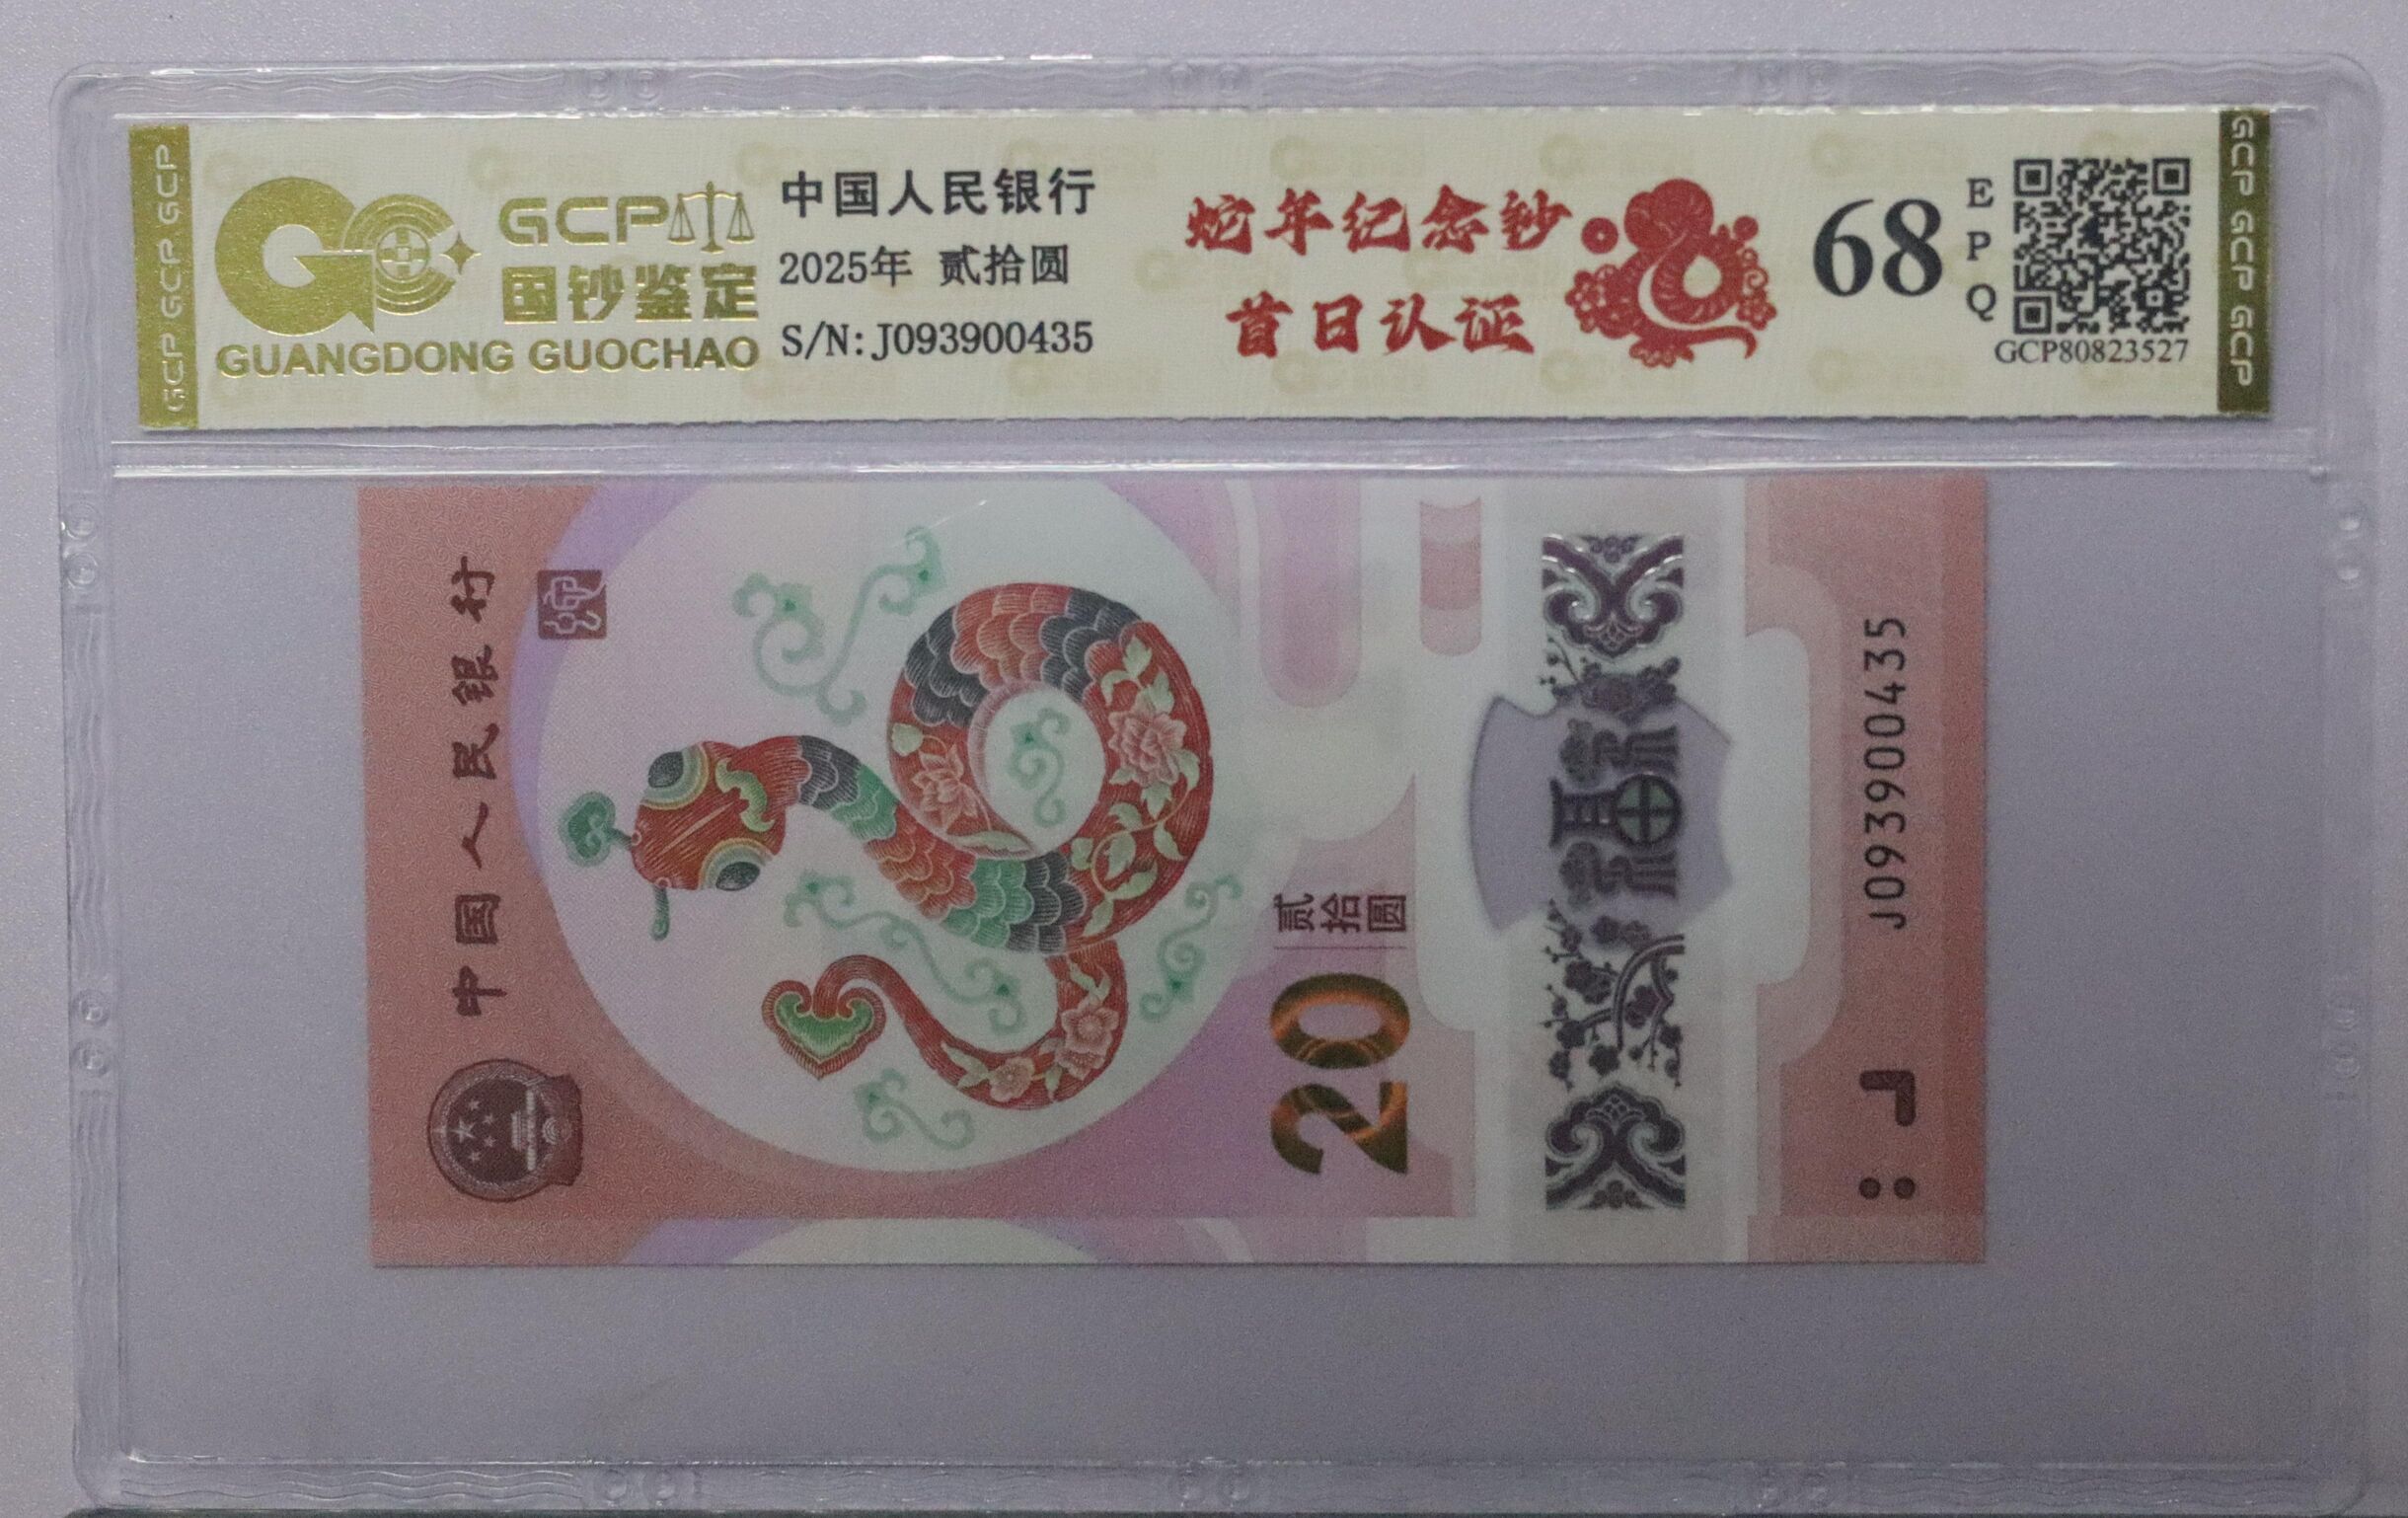 GCP GCP GCP
GCP
国钞鉴定
GUANGDONG GUOCHAO
中国人民银行
2025年 贰拾圆
S/N: J093900435
蛇年纪念钞
首日认证
68
EPQ
GCP80823527
GCP GCP GCP
中国人民银行
20
贰拾圆
福
J093900435